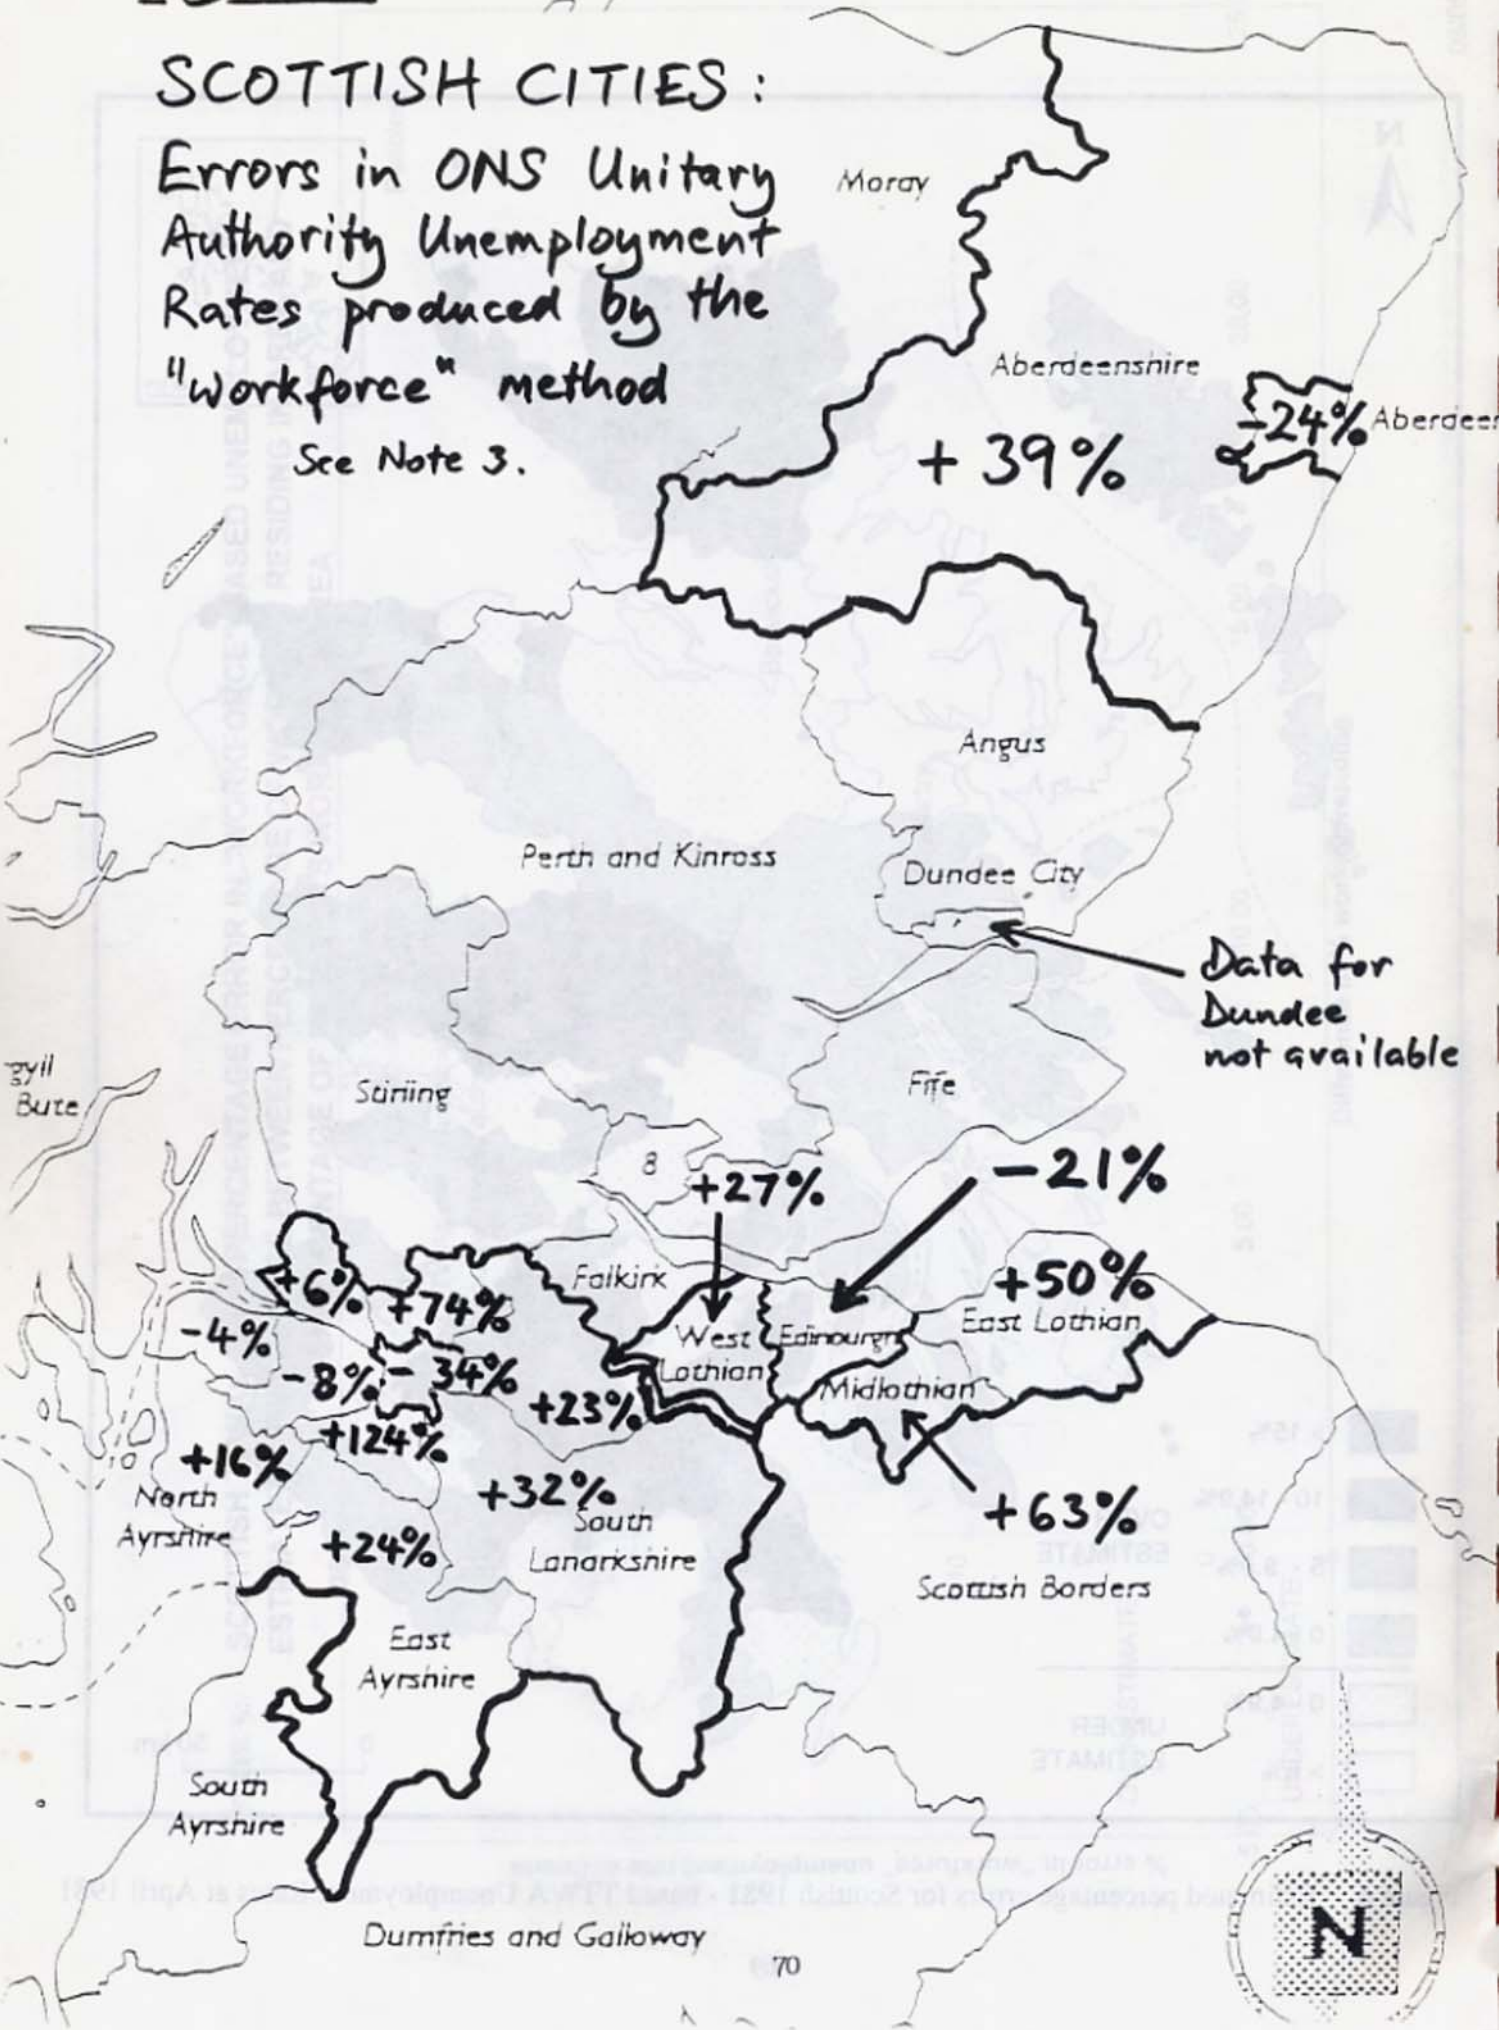 SCOTTISH CITIES:
Errors in ONS Unitary
Authority Unemployment
Rates produced by the
"workforce" method
See Note 3.
Moray
Aberdeenshire
+39%
-24%
Aberdeen
Angus
Perth and Kinross
Dundee City
Data for
Dundee
not available
gyll
Bute
Stirling
Fife
8
+27%
-21%
+6%
+74%
Falkirk
+50%
East Lothian
-4%
West
Lothian
Edinburgh
-8%
-34%
+23%
Midlothian
+124%
+16%
North
Ayrshire
10
+32%
South
Lanarkshire
+63%
+24%
Scottish Borders
East
Ayrshire
South
Ayrshire
Dumfries and Galloway
70
N